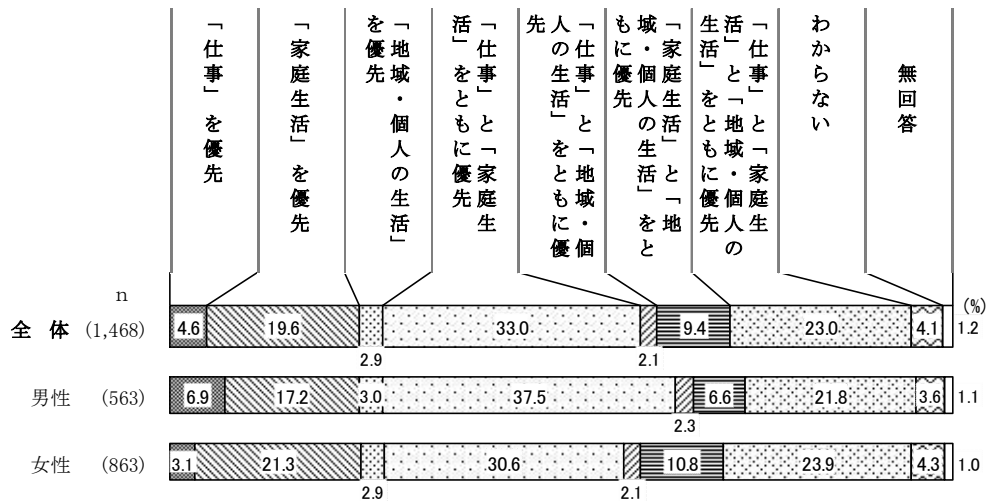 「仕事」を優先
「家庭生活」を優先
「地域・個人の生活」
を優先
「仕事」と「家庭生
活」をともに優先
「仕事」と「地域・個
人の生活」をともに優
先
「家庭生活」と「地
域・個人の生活」をと
もに優先
「仕事」と「家庭生
活」と「地域・個人の
生活」をともに優先
わからない
無回答
n
(%)
全 体 (1,468) 4.6 19.6 33.0 9.4 23.0 4.1 1.2
2.9 2.1
男性 (563) 6.9 17.2 3.0 37.5 6.6 21.8 3.6 1.1
2.3
女性 (863) 3.1 21.3 30.6 10.8 23.9 4.3 1.0
2.9 2.1